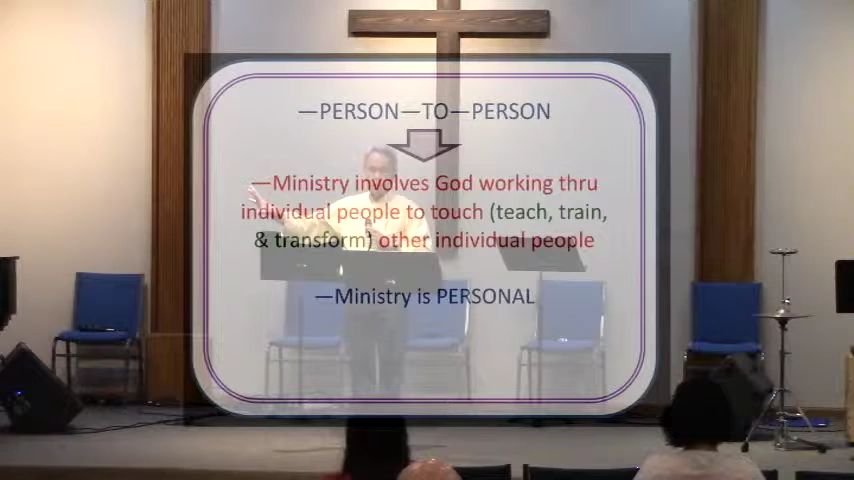 —PERSON—TO—PERSON
—Ministry involves God working thru
individual people to touch (teach, train,
& transform) other individual people
—Ministry is PERSONAL